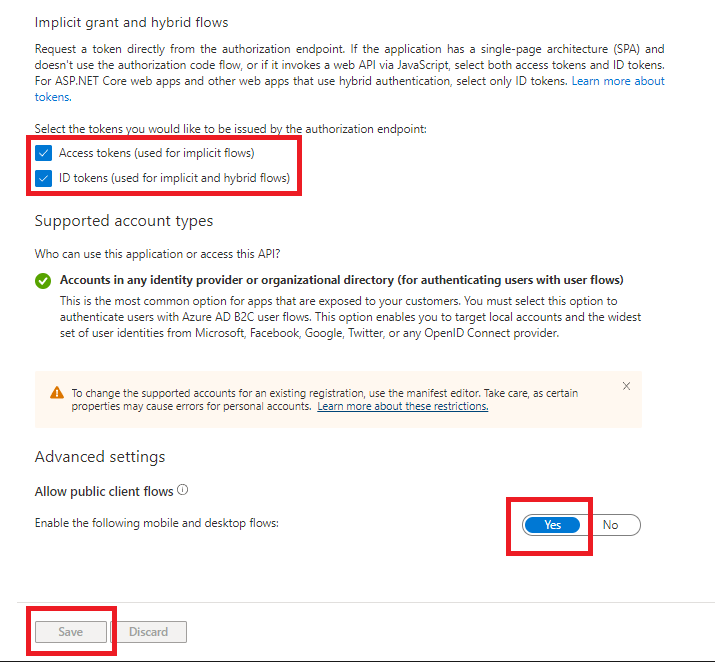 Implicit grant and hybrid flows
Request a token directly from the authorization endpoint. If the application has a single-page architecture (SPA) and
doesn't use the authorization code flow, or if it invokes a web API via JavaScript, select both access tokens and ID tokens.
For ASP.NET Core web apps and other web apps that use hybrid authentication, select only ID tokens. Learn more about
tokens.
Select the tokens you would like to be issued by the authorization endpoint:
Access tokens (used for implicit flows)
ID tokens (used for implicit and hybrid flows)
Supported account types
Who can use this application or access this API?
Accounts in any identity provider or organizational directory (for authenticating users with user flows)
This is the most common option for apps that are exposed to your customers. You must select this option to
authenticate users with Azure AD B2C user flows. This option enables you to target local accounts and the widest
set of user identities from Microsoft, Facebook, Google, Twitter, or any OpenID Connect provider.
To change the supported accounts for an existing registration, use the manifest editor. Take care, as certain
properties may cause errors for personal accounts. Learn more about these restrictions.
Advanced settings
Allow public client flows
Enable the following mobile and desktop flows:
Yes No
Save Discard